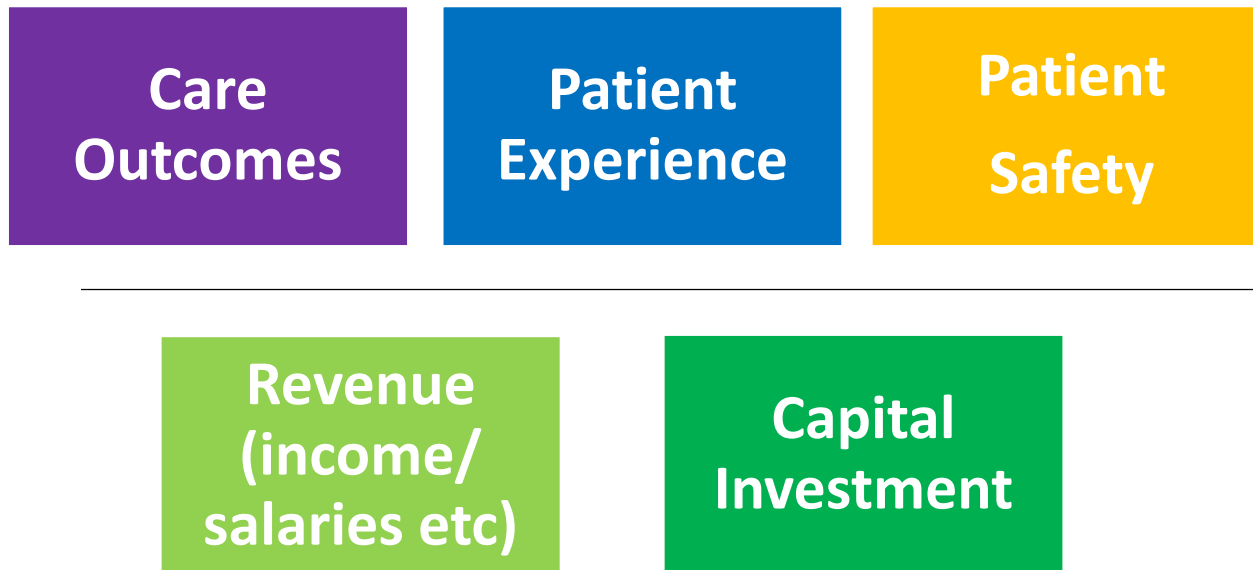 Care
Outcomes
Patient
Experience
Patient
Safety
Revenue
(income/
salaries etc)
Capital
Investment